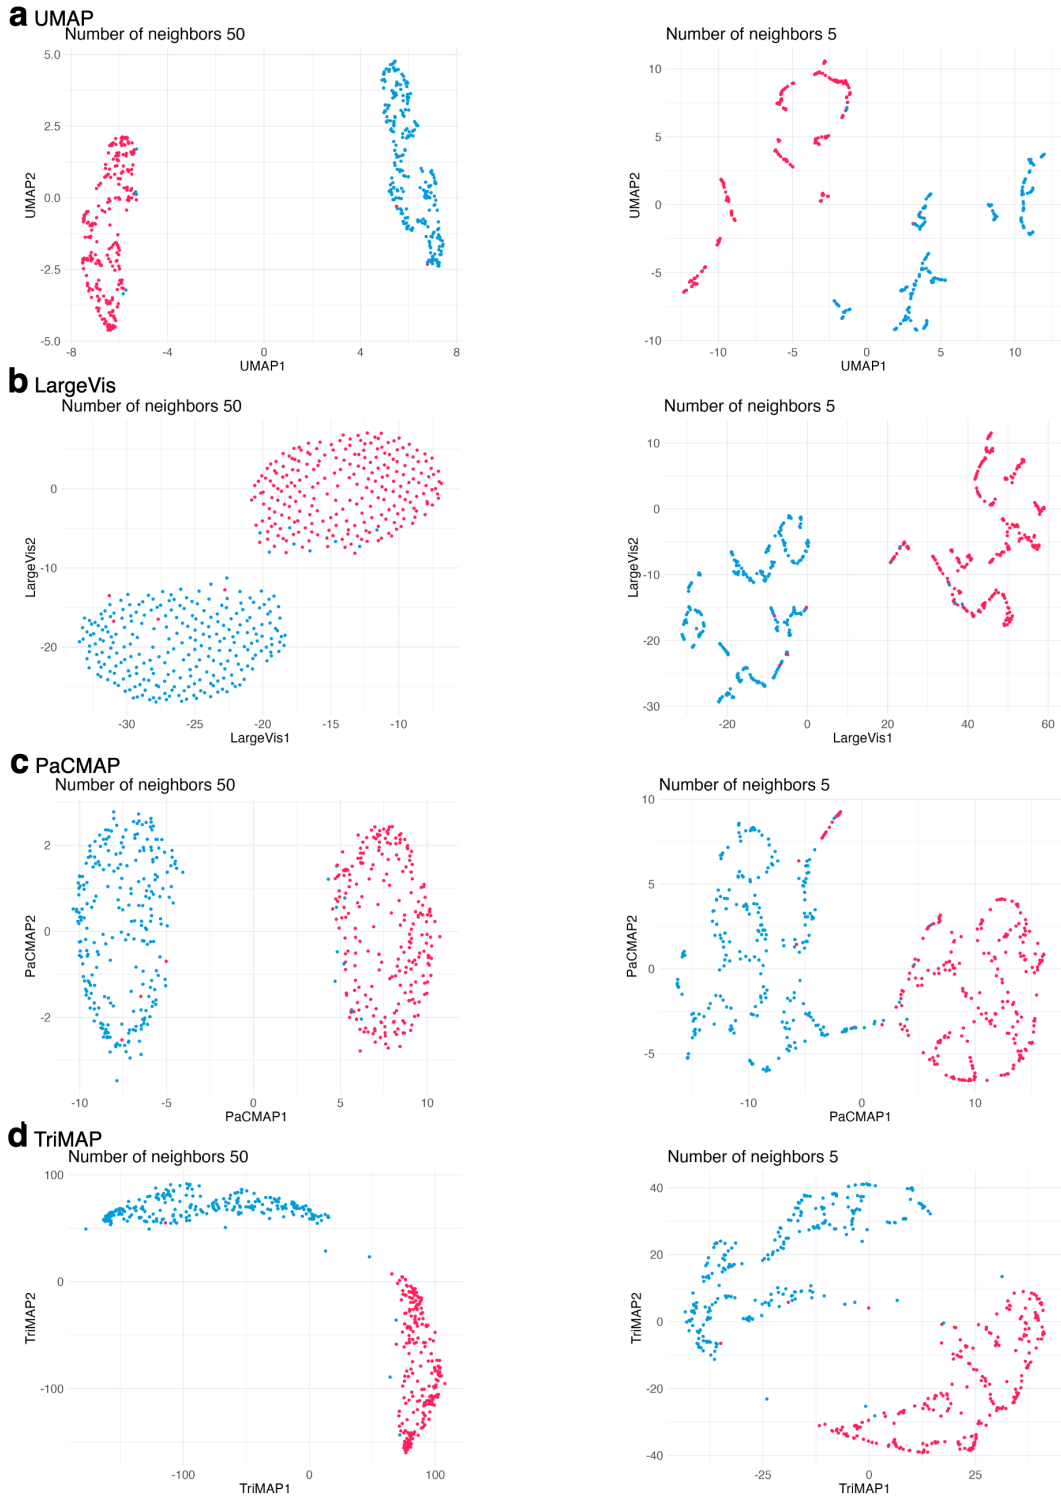 a UMAP
Number of neighbors 50
Number of neighbors 5
5.0
2.5
0.0
-2.5
-5.0
UMAP2
-8 -4 0 4 8
UMAP1
10
5
0
-5
-10
UMAP2
-10 -5 0 5 10
UMAP1
b LargeVis
Number of neighbors 50
Number of neighbors 5
0
-10
-20
LargeVis2
-30 -25 -20 -15 -10
LargeVis1
10
0
-10
-20
-30
LargeVis2
-20 0 20 40 60
LargeVis1
c PaCMAP
Number of neighbors 50
Number of neighbors 5
2
0
-2
PaCMAP2
-10 -5 0 5 10
PaCMAP1
10
5
0
-5
PaCMAP2
-10 0 10
PaCMAP1
d TriMAP
Number of neighbors 50
Number of neighbors 5
100
0
-100
TriMAP2
-100 0 100
TriMAP1
40
20
0
-20
-40
TriMAP2
-25 0 25
TriMAP1